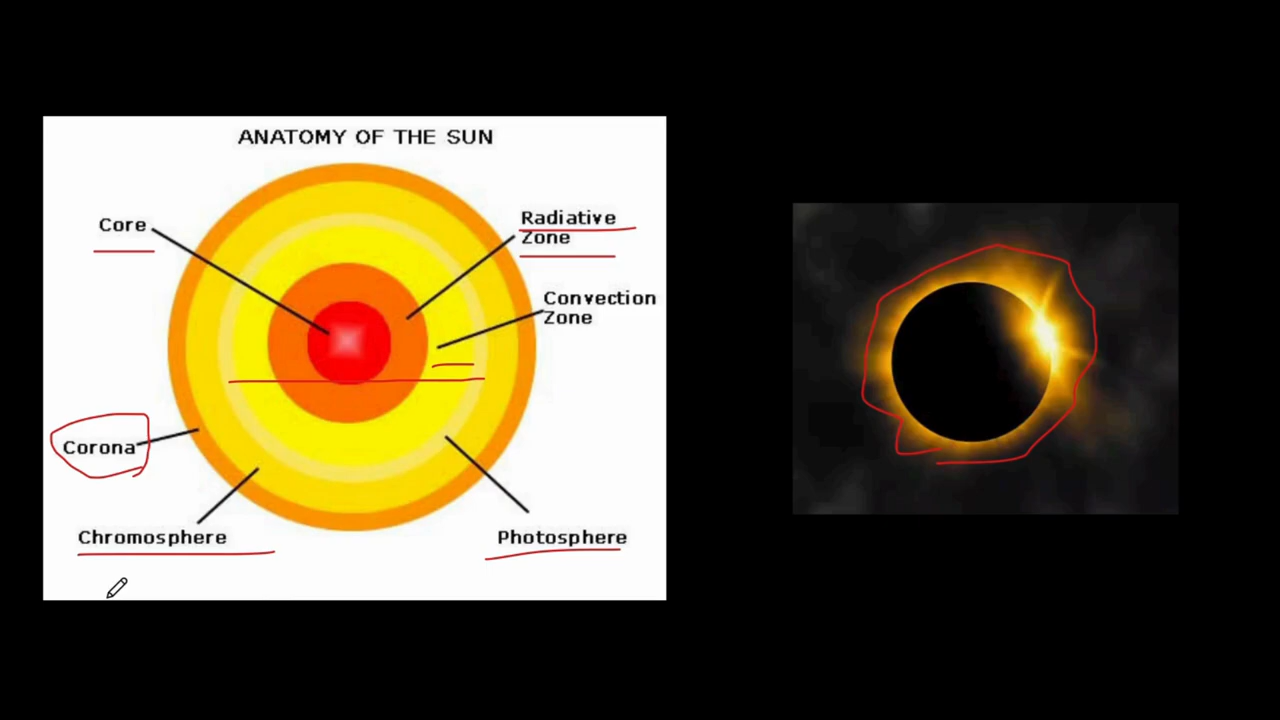 ANATOMY OF THE SUN
Core
Radiative
Zone
Convection
Zone
Corona
Chromosphere
Photosphere